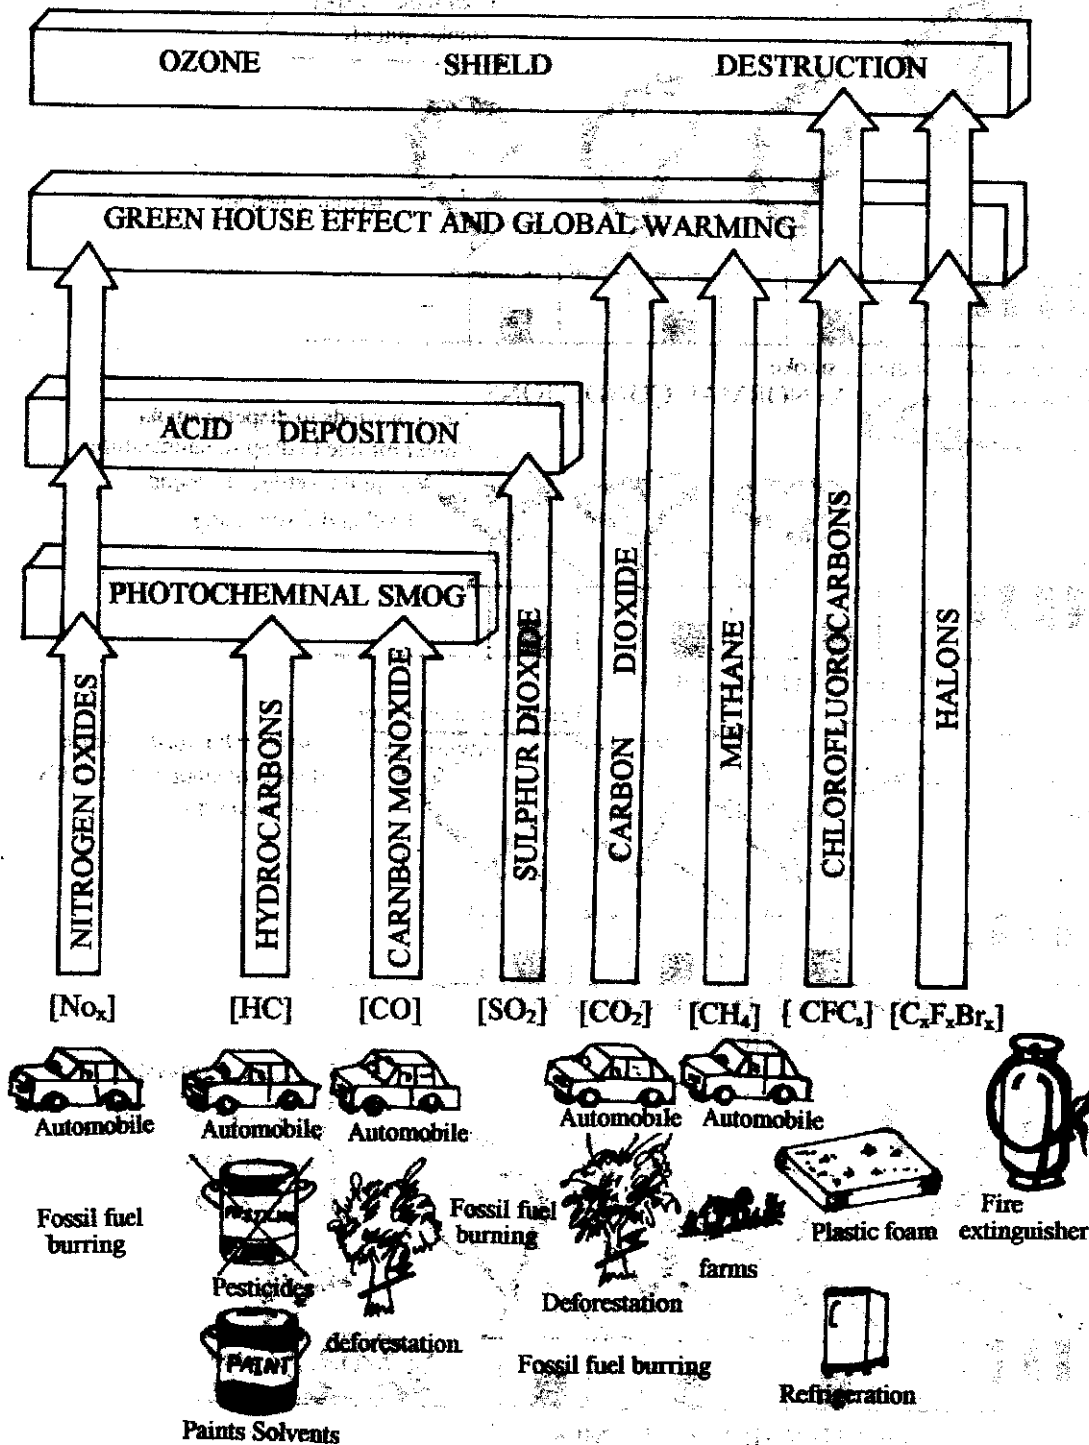 OZONE SHIELD DESTRUCTION
GREEN HOUSE EFFECT AND GLOBAL WARMING
ACID DEPOSITION
PHOTOCHEMINAL SMOG
NITROGEN OXIDES
HYDROCARBONS
CARNBON MONOXIDE
SULPHUR DIOXIDE
CARBON DIOXIDE
METHANE
CHLOROFLUOROCARBONS
HALONS
[Noₓ] [HC] [CO] [SO₂} [CO₂} [CH₄] { CFCₛ} [CₓFₓBrₓ]
Automobile
Automobile
Automobile
Automobile
Automobile
Fossil fuel
burring
Pesticides
PAINT
Paints Solvents
deforestation
Fossil fuel
burning
Deforestation
Fossil fuel burring
farms
Plastic foam
Refrigeration
Fire
extinguisher